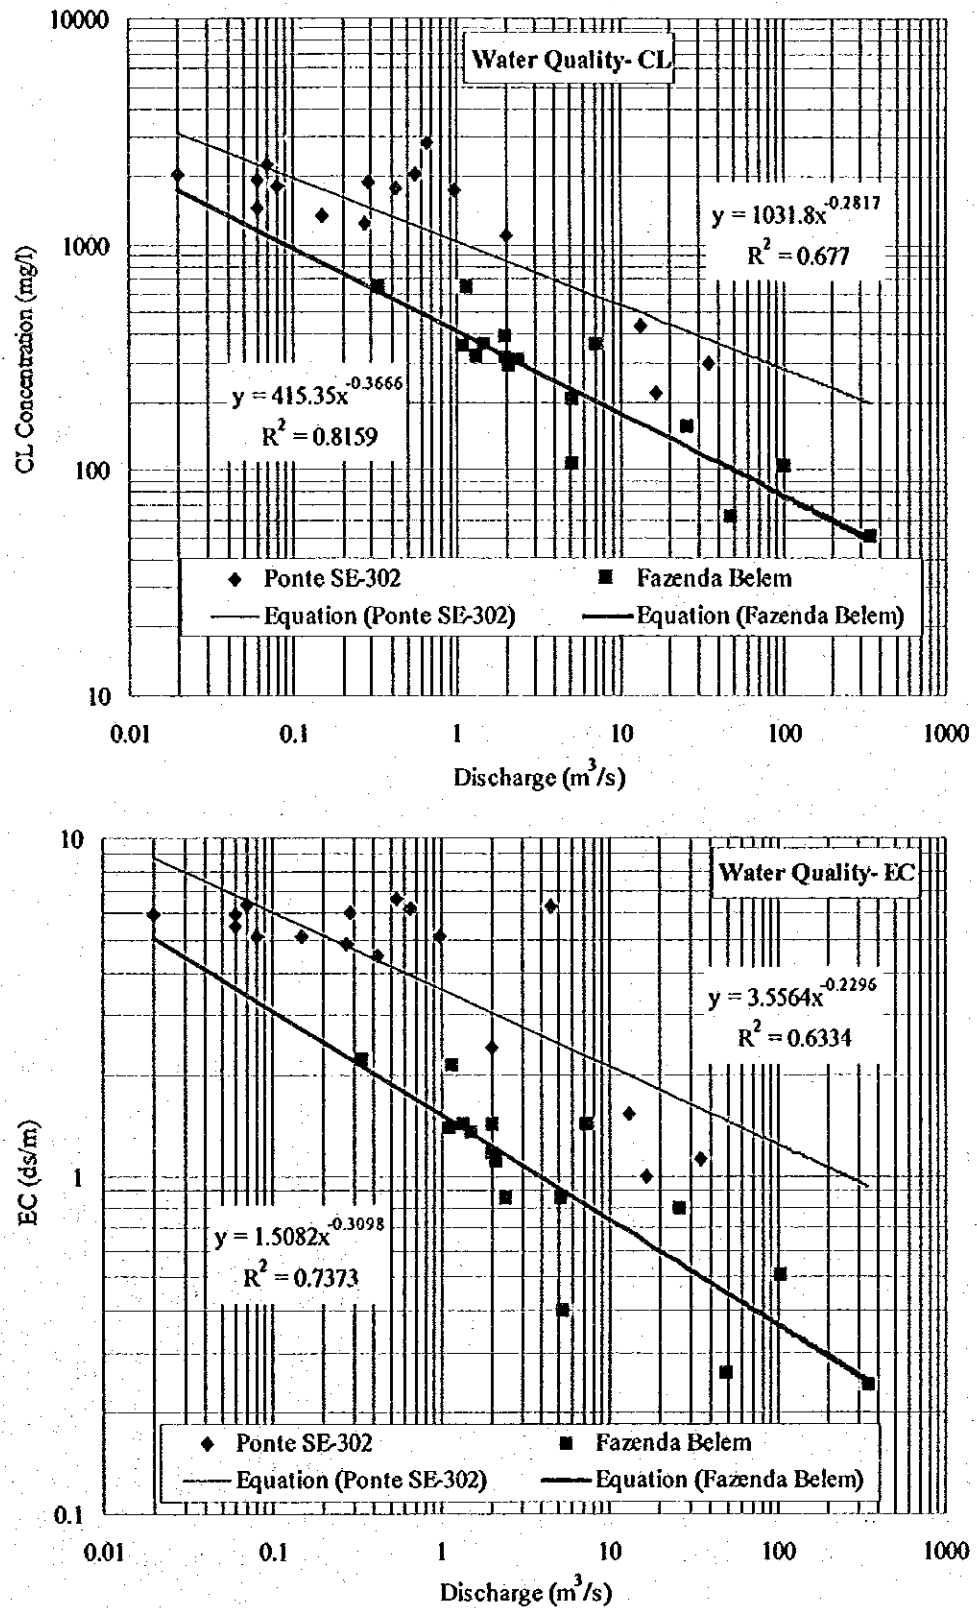 10000
Water Quality- CL
y = 1031.8x^-0.2817
R² = 0.677
1000
CL Concentration (mg/l)
y = 415.35x^-0.3666
R² = 0.8159
100
Ponte SE-302 Fazenda Belem
Equation (Ponte SE-302) Equation (Fazenda Belem)
10
0.01 0.1 1 10 100 1000
Discharge (m³/s)
10
Water Quality- EC
y = 3.5564x^-0.2296
R² = 0.6334
EC (ds/m)
1
y = 1.5082x^-0.3098
R² = 0.7373
Ponte SE-302 Fazenda Belem
Equation (Ponte SE-302) Equation (Fazenda Belem)
0.1
0.01 0.1 1 10 100 1000
Discharge (m³/s)